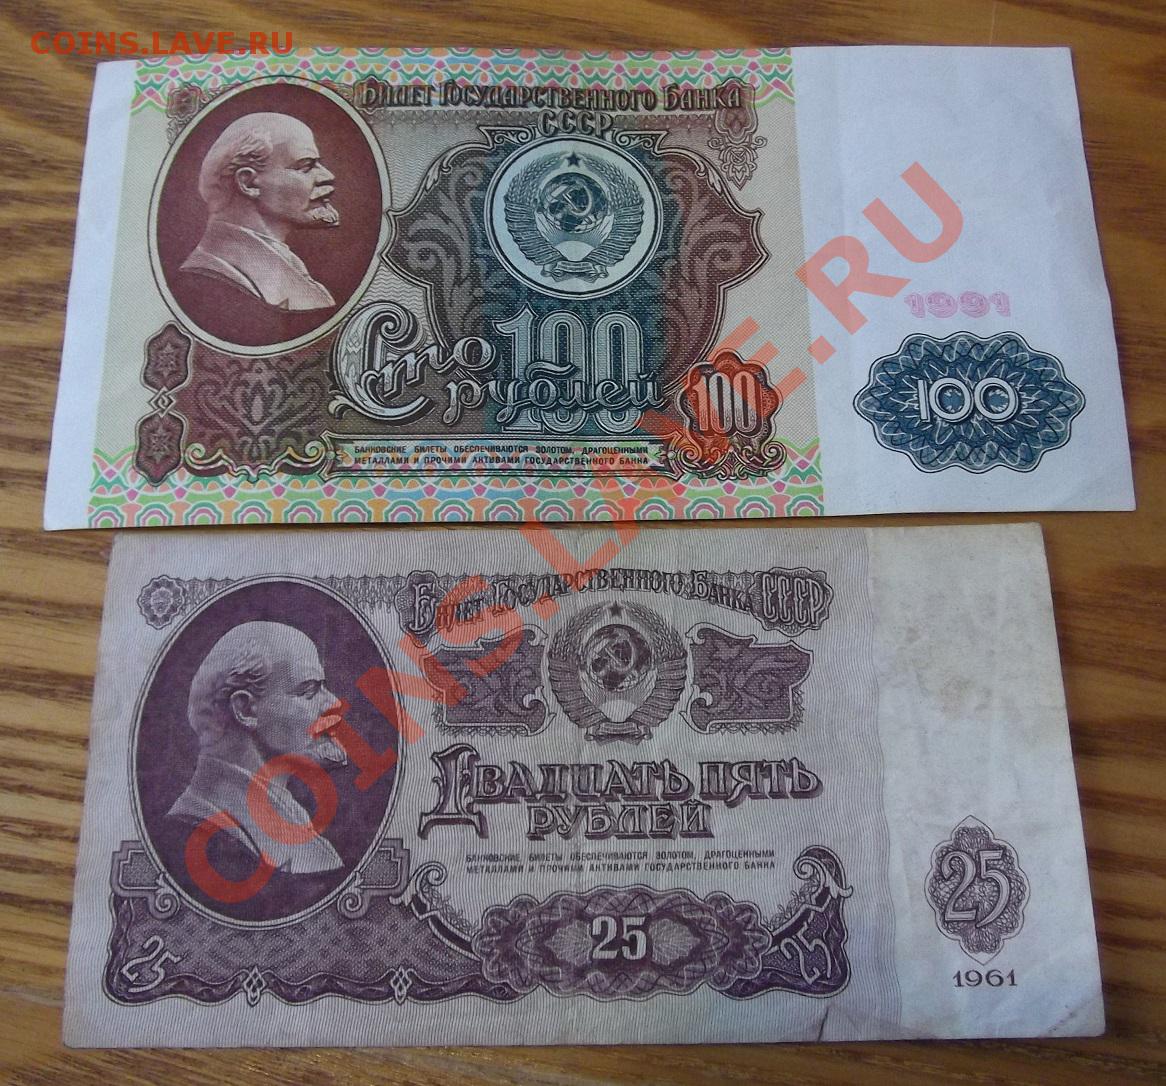 COINS.LAVE.RU
Билет Государственного Банка
СССР
1991
Сто
100
рублей
100
100
Банковские билеты обеспечиваются золотом, драгоценными
металлами и прочими активами Государственного банка
COINS.LAVE.RU
Билет Государственного Банка СССР
Двадцать пять
рублей
Банковские билеты обеспечиваются золотом, драгоценными
металлами и прочими активами Государственного банка
25
25
25
25
1961